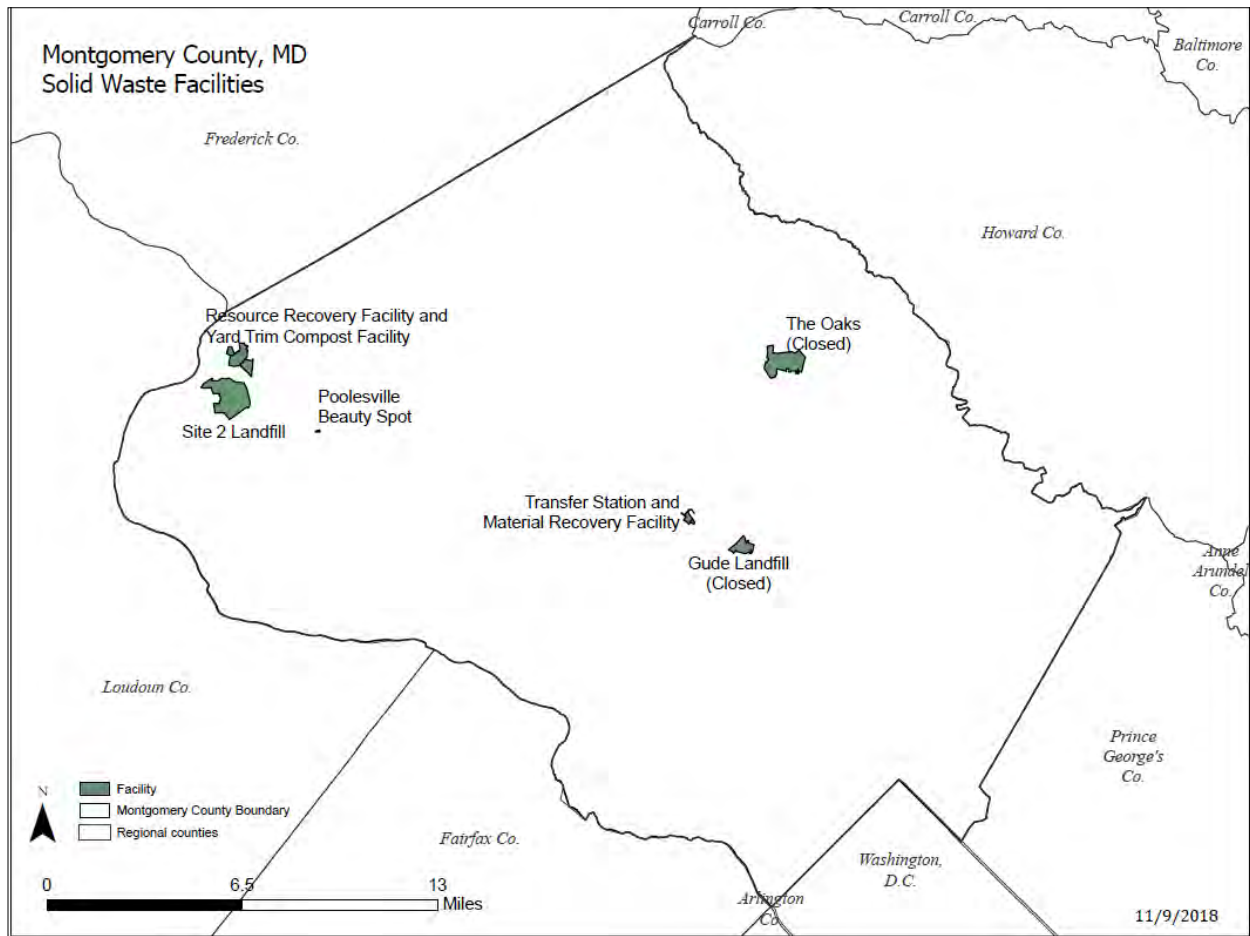 Montgomery County, MD
Solid Waste Facilities
Carroll Co.
Carroll Co.
Baltimore
Co.
Frederick Co.
Howard Co.
Resource Recovery Facility and
Yard Trim Compost Facility
The Oaks
(Closed)
Poolesville
Beauty Spot
Site 2 Landfill
Transfer Station and
Material Recovery Facility
Gude Landfill
(Closed)
Anne
Arundel
Co.
Loudoun Co.
Prince
George's
Co.
N
Facility
Montgomery County Boundary
Regional counties
Fairfax Co.
Washington,
D.C.
Arlington
Co
0 6.5 13
Miles
11/9/2018